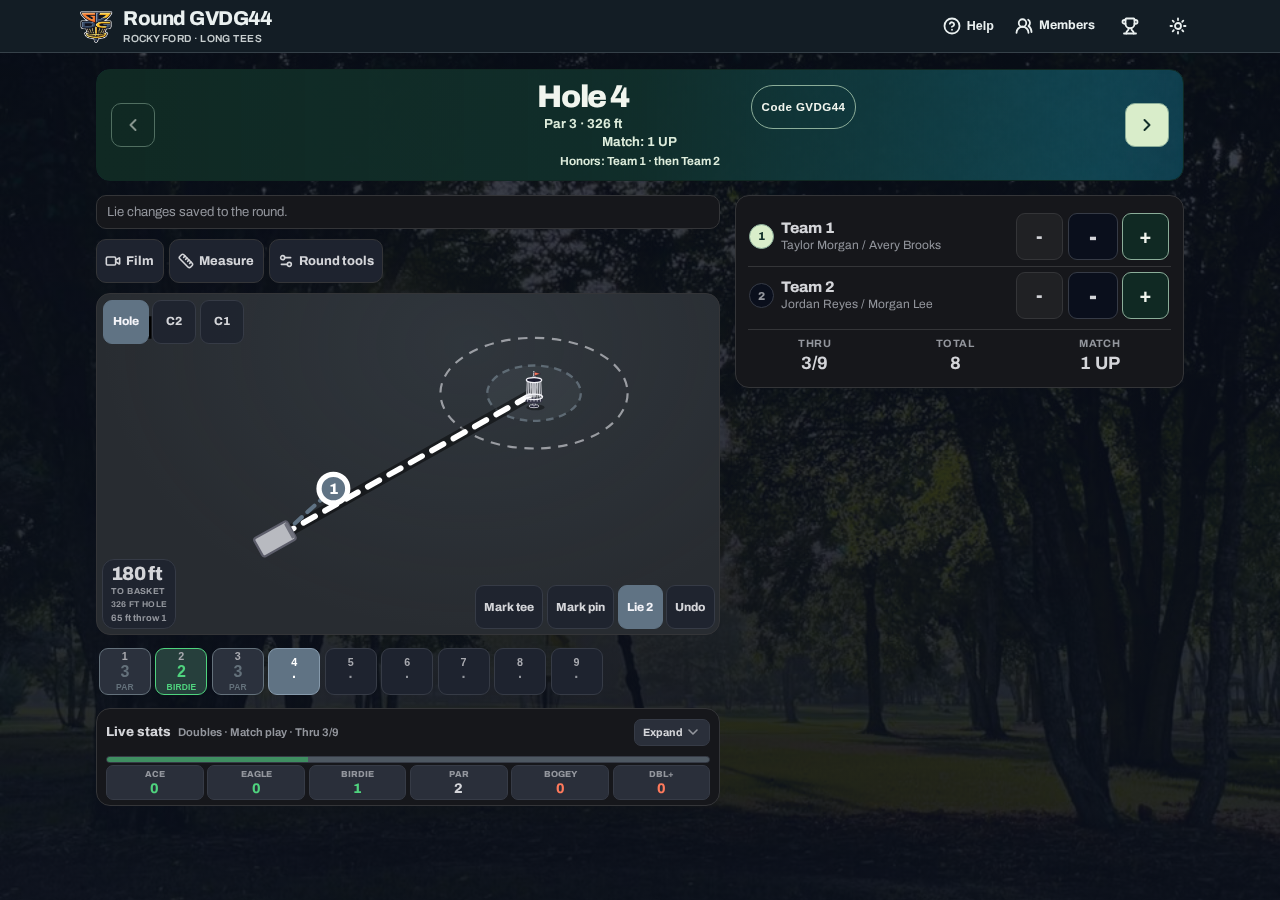 Round GVDG44
ROCKY FORD · LONG TEES
Help
Members
Hole 4
Par 3 · 326 ft
Match: 1 UP
Honors: Team 1 · then Team 2
Code GVDG44
Lie changes saved to the round.
Film
Measure
Round tools
Hole
C2
C1
1
180 ft
TO BASKET
326 FT HOLE
65 ft throw 1
Mark tee
Mark pin
Lie 2
Undo
1
3
PAR
2
2
BIRDIE
3
3
PAR
4
·
5
·
6
·
7
·
8
·
9
·
Live stats
Doubles · Match play · Thru 3/9
Expand
ACE
0
EAGLE
0
BIRDIE
1
PAR
2
BOGEY
0
DBL+
0
1
Team 1
Taylor Morgan / Avery Brooks
-
-
+
2
Team 2
Jordan Reyes / Morgan Lee
-
-
+
THRU
3/9
TOTAL
8
MATCH
1 UP